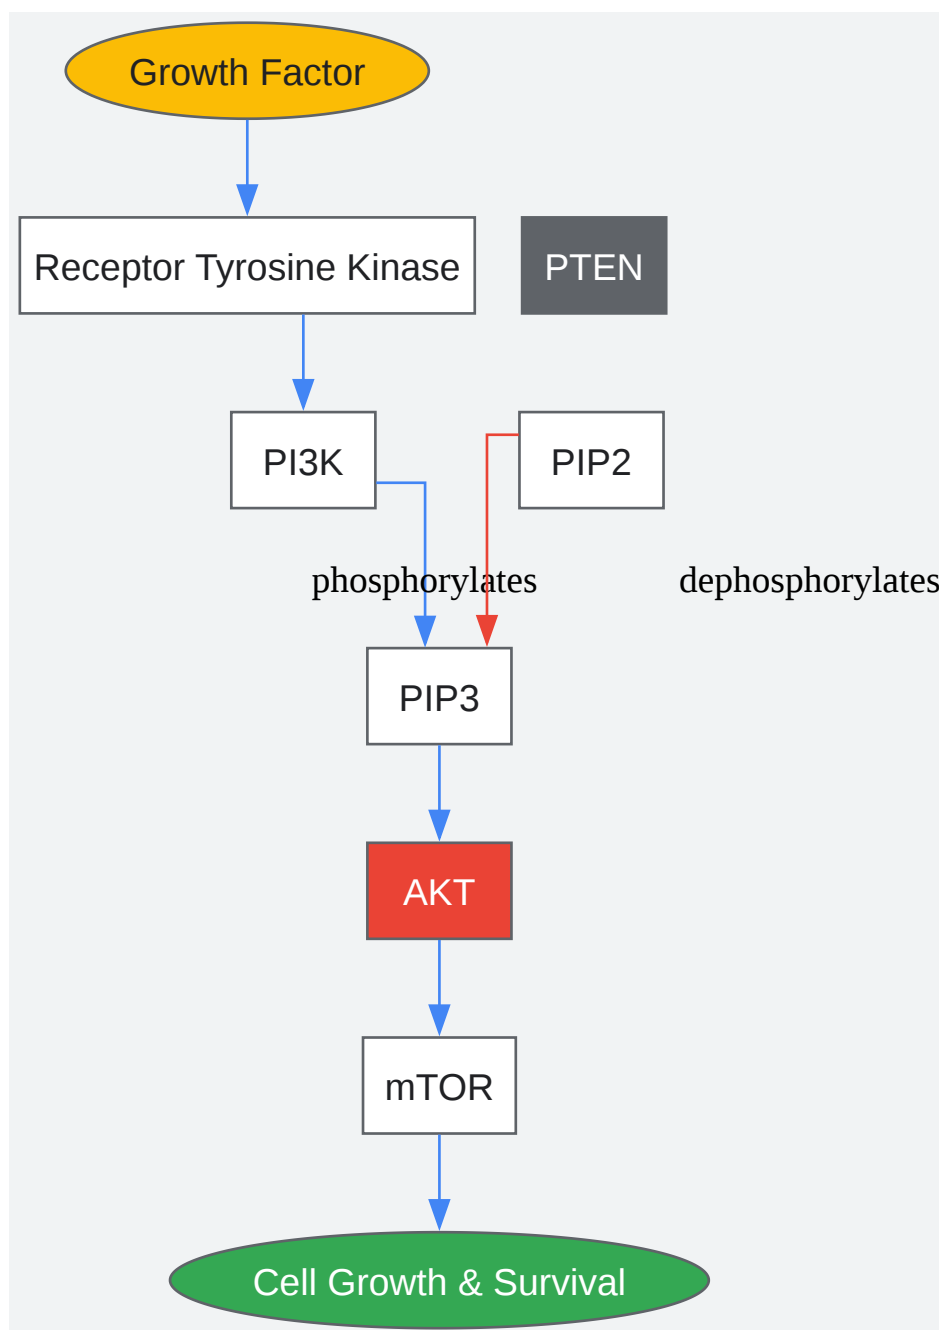 Growth Factor
Receptor Tyrosine Kinase
PTEN
PI3K
PIP2
phosphorylates
dephosphorylates
PIP3
AKT
mTOR
Cell Growth & Survival